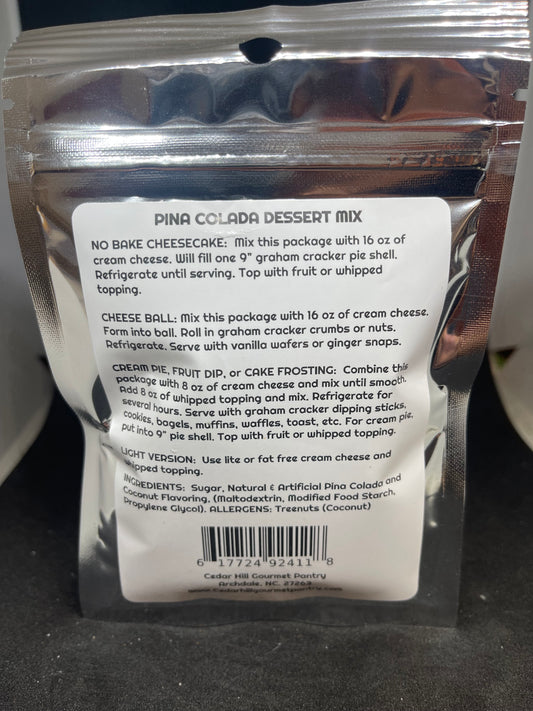 PINA COLADA DESSERT MIX
NO BAKE CHEESECAKE: Mix this package with 16 oz of
cream cheese. Will fill one 9" graham cracker pie shell.
Refrigerate until serving. Top with fruit or whipped
topping.
CHEESE BALL: Mix this package with 16 oz of cream cheese.
Form into ball. Roll in graham cracker crumbs or nuts.
Refrigerate. Serve with vanilla wafers or ginger snaps.
CREAM PIE, FRUIT DIP, or CAKE FROSTING: Combine this
package with 8 oz of cream cheese and mix until smooth.
Add 8 oz of whipped topping and mix. Refrigerate for
several hours. Serve with graham cracker dipping sticks,
cookies, bagels, muffins, waffles, toast, etc. For cream pie,
put into 9" pie shell. Top with fruit or whipped topping.
LIGHT VERSION: Use lite or fat free cream cheese and
whipped topping.
INGREDIENTS: Sugar, Natural & Artificial Pina Colada and
Coconut Flavoring, (Maltodextrin, Modified Food Starch,
Propylene Glycol). ALLERGENS: Treenuts (Coconut)
6 17724 92411 8
Cedar Hill Gourmet Pantry
Archdale, NC. 27263
www.Cedarhillgourmetpantry.com